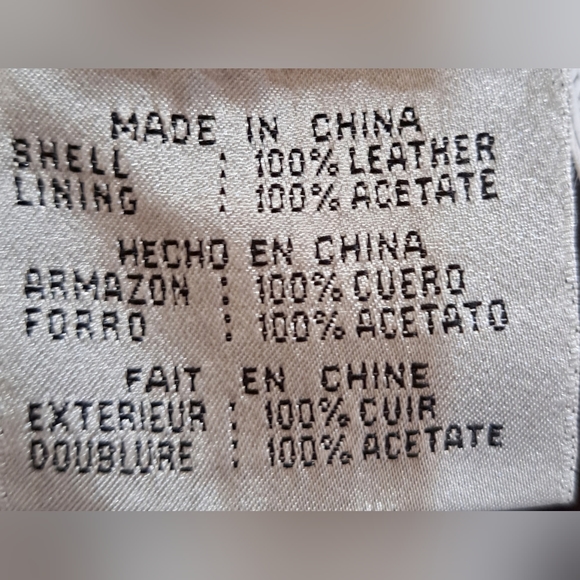 MADE IN CHINA
SHELL : 100% LEATHER
LINING : 100% ACETATE
HECHO EN CHINA
ARMAZON : 100% CUERO
FORRO : 100% ACETATO
FAIT EN CHINE
EXTERIEUR : 100% CUIR
DOUBLURE : 100% ACETATE